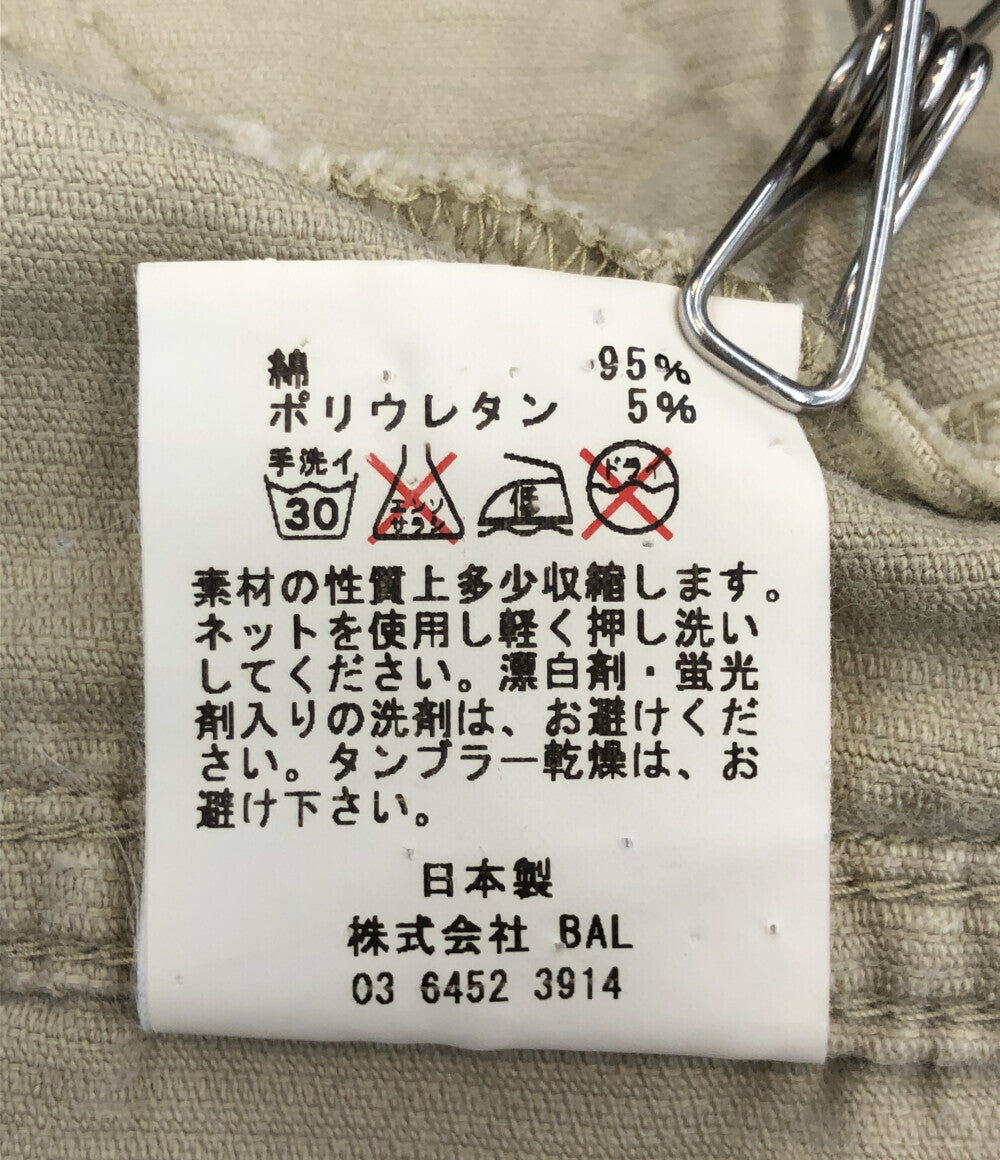 綿 95%
ポリウレタン 5%
手洗イ
30
エンソ
サラシ
低
ドライ
素材の性質上多少収縮します。
ネットを使用し軽く押し洗い
してください。漂白剤・蛍光
剤入りの洗剤は、お避けくだ
さい。タンブラー乾燥は、お
避け下さい。
日本製
株式会社 BAL
03 6452 3914